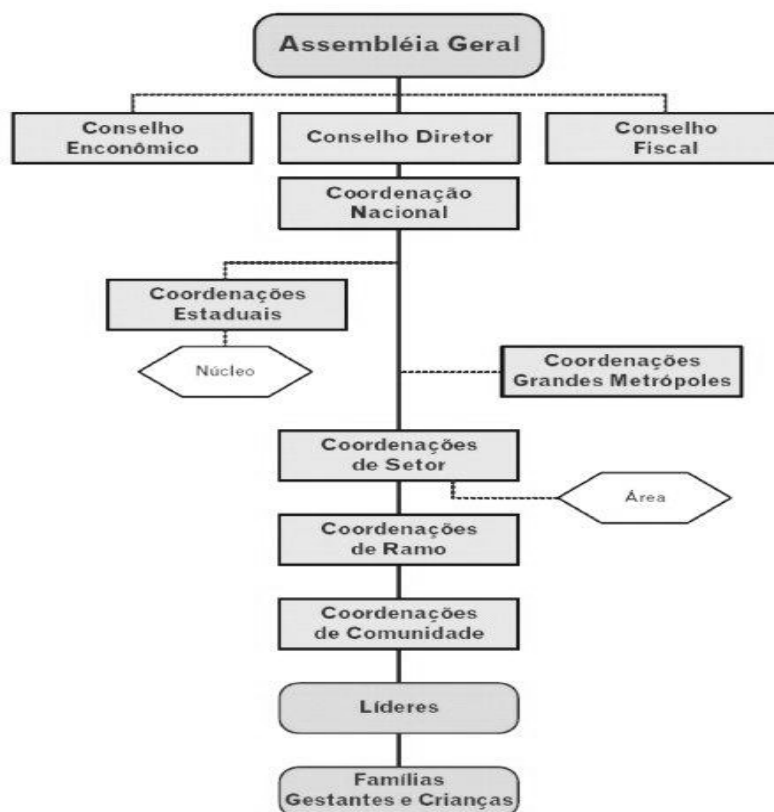 Assembléia Geral
Conselho
Enconômico
Conselho Diretor
Conselho
Fiscal
Coordenação
Nacional
Coordenações
Estaduais
Núcleo
Coordenações
Grandes Metrópoles
Coordenações
de Setor
Área
Coordenações
de Ramo
Coordenações
de Comunidade
Líderes
Famílias
Gestantes e Crianças